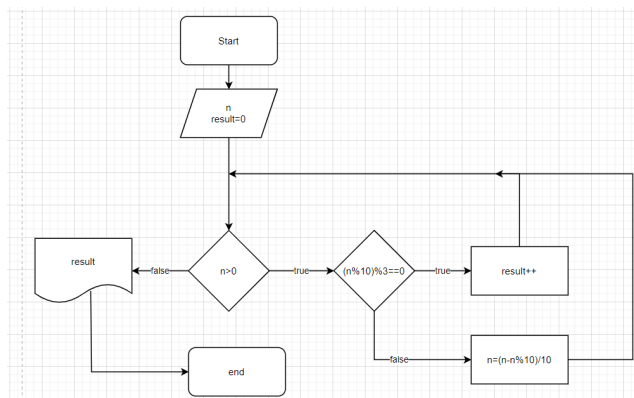 Start
n
result=0
result
false
n>0
true
(n%10)%3==0
true
result++
false
n=(n-n%10)/10
end